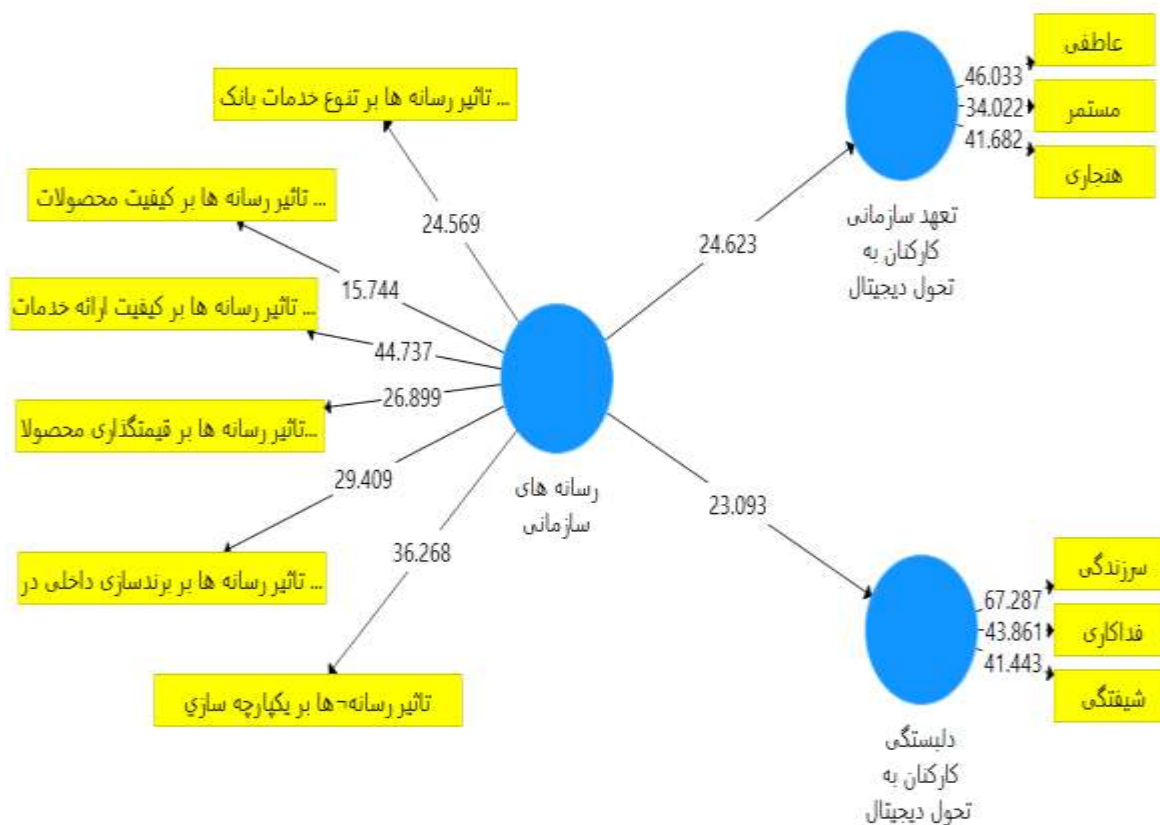 ... تاثیر رسانه ها بر تنوع خدمات بانک
... تاثیر رسانه ها بر کیفیت محصولات
... تاثیر رسانه ها بر کیفیت ارائه خدمات
...تاثیر رسانه ها بر قیمتگذاری محصولا
... تاثیر رسانه ها بر برندسازی داخلی در
تاثیر رسانه¬ها بر یکپارچه سازي
24.569
15.744
44.737
26.899
29.409
36.268
رسانه های
سازمانی
24.623
23.093
تعهد سازمانی
کارکنان به
تحول دیجیتال
46.033
34.022
41.682
عاطفی
مستمر
هنجاری
دلبستگی
کارکنان به
تحول دیجیتال
67.287
43.861
41.443
سرزندگی
فداکاری
شیفتگی